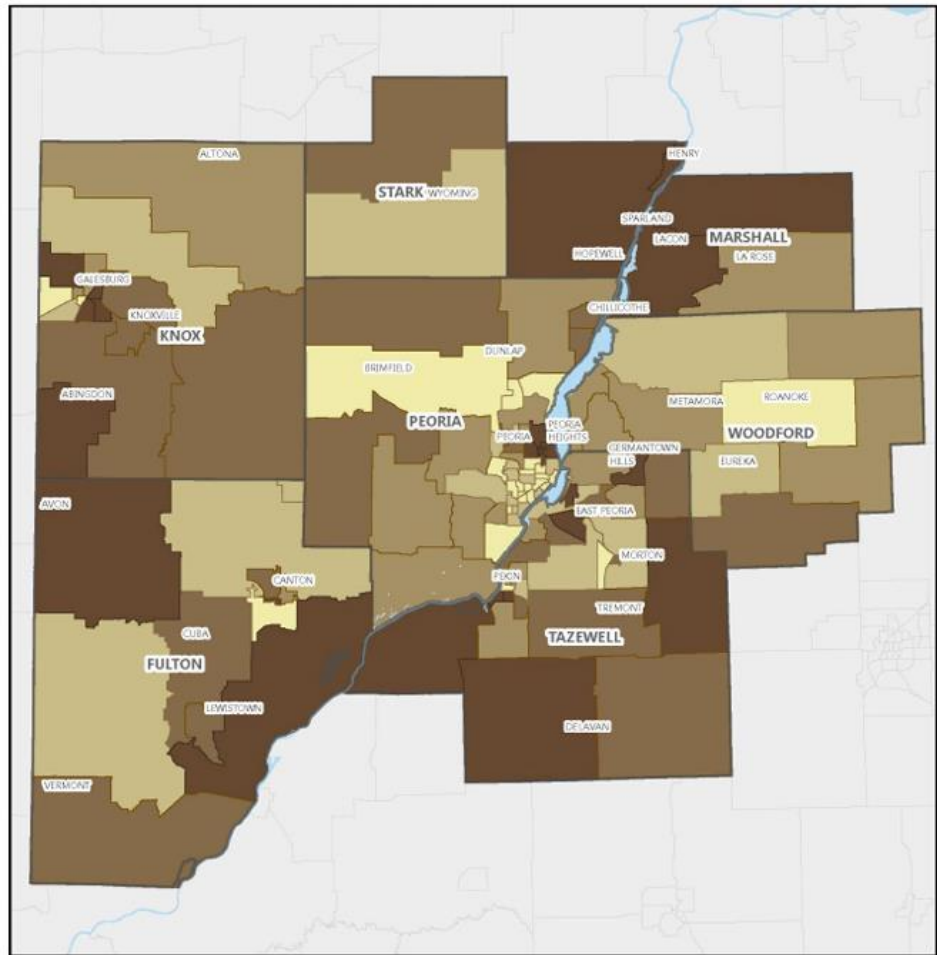 ALTONA
HENRY
STARK
WYOMING
SPARLAND
LACON
MARSHALL
HOPEWELL
LA ROSE
GALESBURG
CHILLICOTHE
KNOXVILLE
KNOX
DUNLAP
BRIMFIELD
ABINGDON
METAMORA
ROANOKE
PEORIA
PEORIA
PEORIA
HEIGHTS
WOODFORD
GERMANTOWN
HILLS
EUREKA
AVON
EAST PEORIA
MORTON
CANTON
PEKIN
TREMONT
CUBA
TAZEWELL
FULTON
LEWISTOWN
DELAVAN
VERMONT